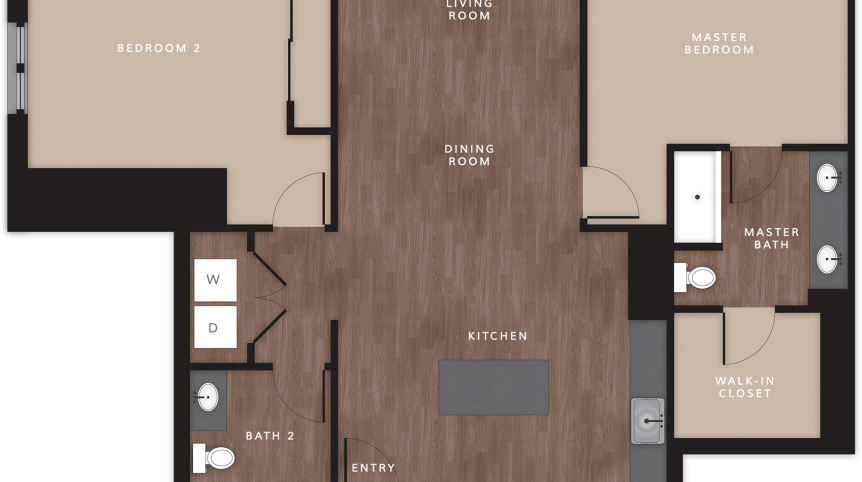 LIVING
ROOM
BEDROOM 2
MASTER
BEDROOM
DINING
ROOM
MASTER
BATH
W
D
KITCHEN
WALK-IN
CLOSET
BATH 2
ENTRY